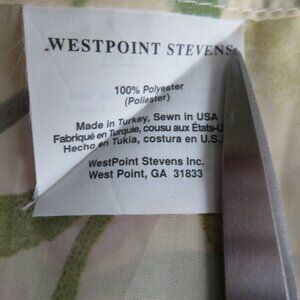 WESTPOINT STEVENS
100% Polyester
(Poliester)
Made in Turkey, Sewn in USA
Fabriqué en Turquie, cousu aux États-U
Hecho en Tukia, costura en U.S.
WestPoint Stevens Inc.
West Point, GA 31833